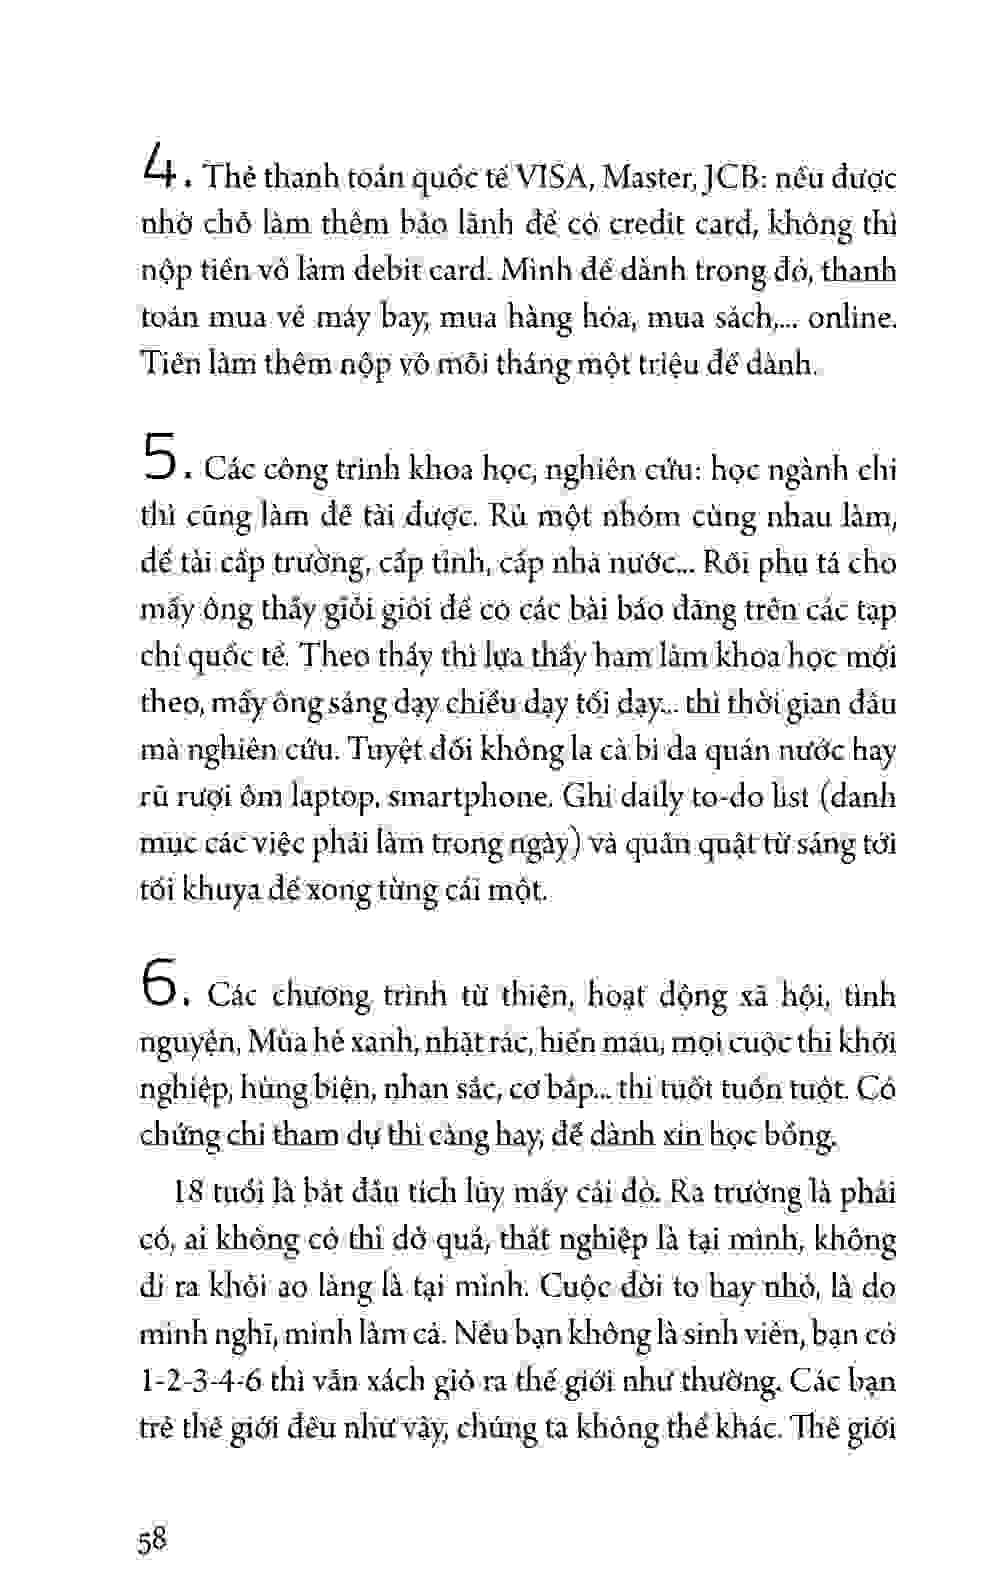 4. Thẻ thanh toán quốc tế VISA, Master, JCB: nếu được
nhờ chỗ làm thêm bảo lãnh để có credit card, không thì
nộp tiền vô làm debit card. Mình để dành trong đó, thanh
toán mua vé máy bay, mua hàng hóa, mua sách,... online.
Tiền làm thêm nộp vô mỗi tháng một triệu để dành.
5. Các công trình khoa học, nghiên cứu: học ngành chi
thì cũng làm đề tài được. Rủ một nhóm cùng nhau làm,
đề tài cấp trường, cấp tỉnh, cấp nhà nước... Rồi phụ tá cho
mấy ông thầy giỏi giỏi để có các bài báo đăng trên các tạp
chí quốc tế. Theo thầy thì lựa thầy ham làm khoa học mới
theo, mấy ông sáng dạy chiều dạy tối dạy... thì thời gian đâu
mà nghiên cứu. Tuyệt đối không la cà bi da quán nước hay
rũ rượi ôm laptop, smartphone. Ghi daily to-do list (danh
mục các việc phải làm trong ngày) và quần quật từ sáng tới
tối khuya để xong từng cái một.
6. Các chương trình từ thiện, hoạt động xã hội, tình
nguyện, Mùa hè xanh, nhặt rác, hiến máu, mọi cuộc thi khởi
nghiệp, hùng biện, nhan sắc, cơ bắp... thi tuốt tuồn tuột. Có
chứng chỉ tham dự thì càng hay, để dành xin học bổng.
18 tuổi là bắt đầu tích lũy mấy cái đó. Ra trường là phải
có, ai không có thì dở quá, thất nghiệp là tại mình, không
đi ra khỏi ao làng là tại mình. Cuộc đời to hay nhỏ, là do
mình nghĩ, mình làm cả. Nếu bạn không là sinh viên, bạn có
1-2-3-4-6 thì vẫn xách giỏ ra thế giới như thường. Các bạn
trẻ thế giới đều như vậy, chúng ta không thể khác. Thế giới
58